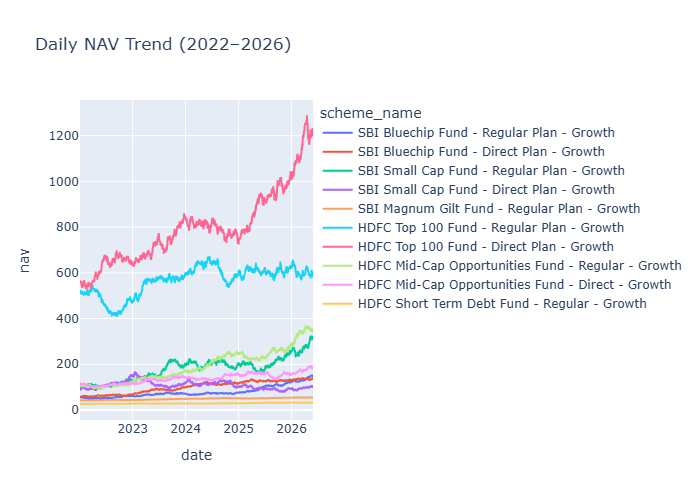 Daily NAV Trend (2022–2026)
scheme_name
SBI Bluechip Fund - Regular Plan - Growth
SBI Bluechip Fund - Direct Plan - Growth
SBI Small Cap Fund - Regular Plan - Growth
SBI Small Cap Fund - Direct Plan - Growth
SBI Magnum Gilt Fund - Regular Plan - Growth
HDFC Top 100 Fund - Regular Plan - Growth
HDFC Top 100 Fund - Direct Plan - Growth
HDFC Mid-Cap Opportunities Fund - Regular - Growth
HDFC Mid-Cap Opportunities Fund - Direct - Growth
HDFC Short Term Debt Fund - Regular - Growth
nav
1200
1000
800
600
400
200
0
2023 2024 2025 2026
date